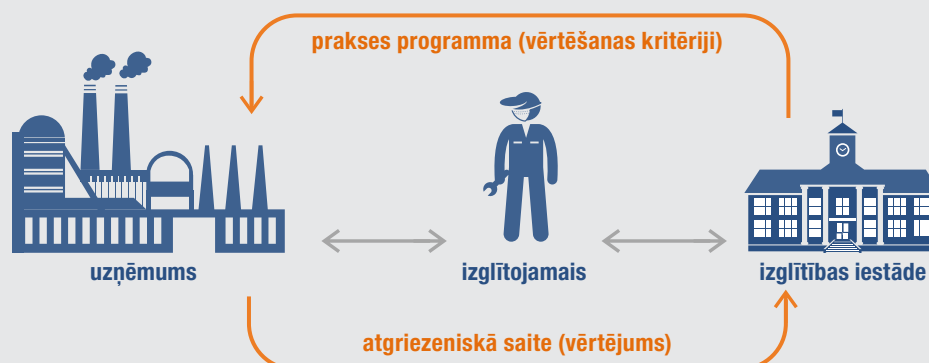 prakses programma (vērtēšanas kritēriji)
uzņēmums
izglītojamais
izglītības iestāde
atgriezeniskā saite (vērtējums)